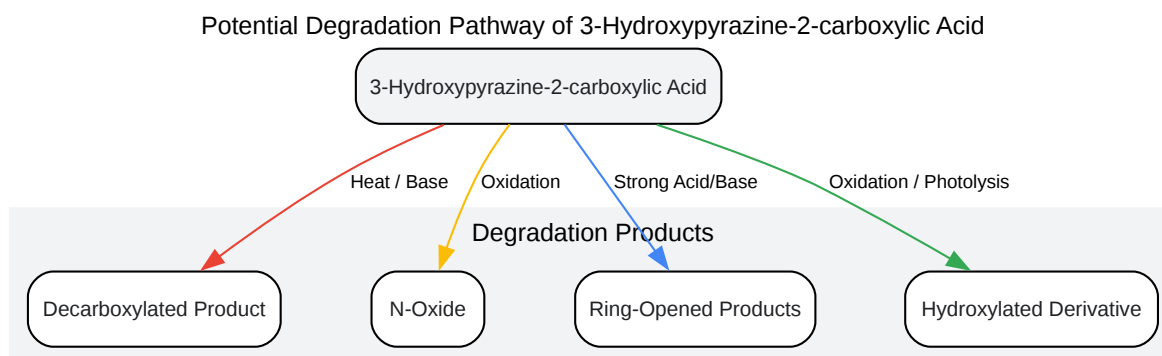 Potential Degradation Pathway of 3-Hydroxypyrazine-2-carboxylic Acid
3-Hydroxypyrazine-2-carboxylic Acid
Heat / Base
Oxidation
Strong Acid/Base
Oxidation / Photolysis
Degradation Products
Decarboxylated Product
N-Oxide
Ring-Opened Products
Hydroxylated Derivative